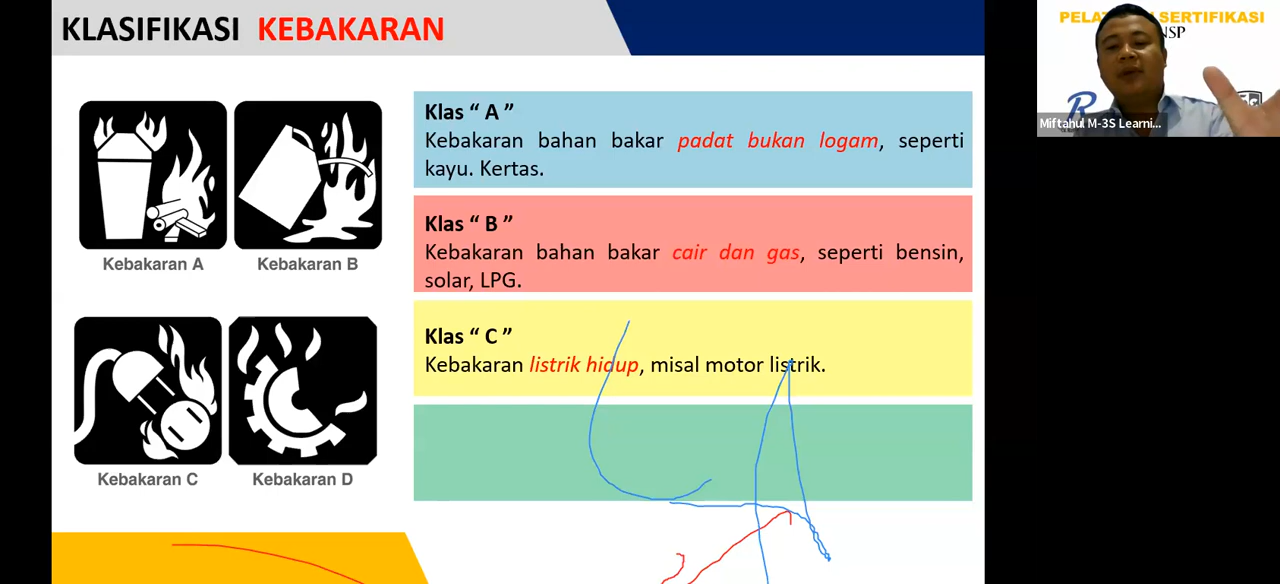 KLASIFIKASI KEBAKARAN
Kebakaran A
Kebakaran B
Kebakaran C
Kebakaran D
Klas “ A ”
Kebakaran bahan bakar padat bukan logam, seperti
kayu. Kertas.
Klas “ B ”
Kebakaran bahan bakar cair dan gas, seperti bensin,
solar, LPG.
Klas “ C ”
Kebakaran listrik hidup, misal motor listrik.
SERTIFIKASI
Miftahul M-3S Learni...